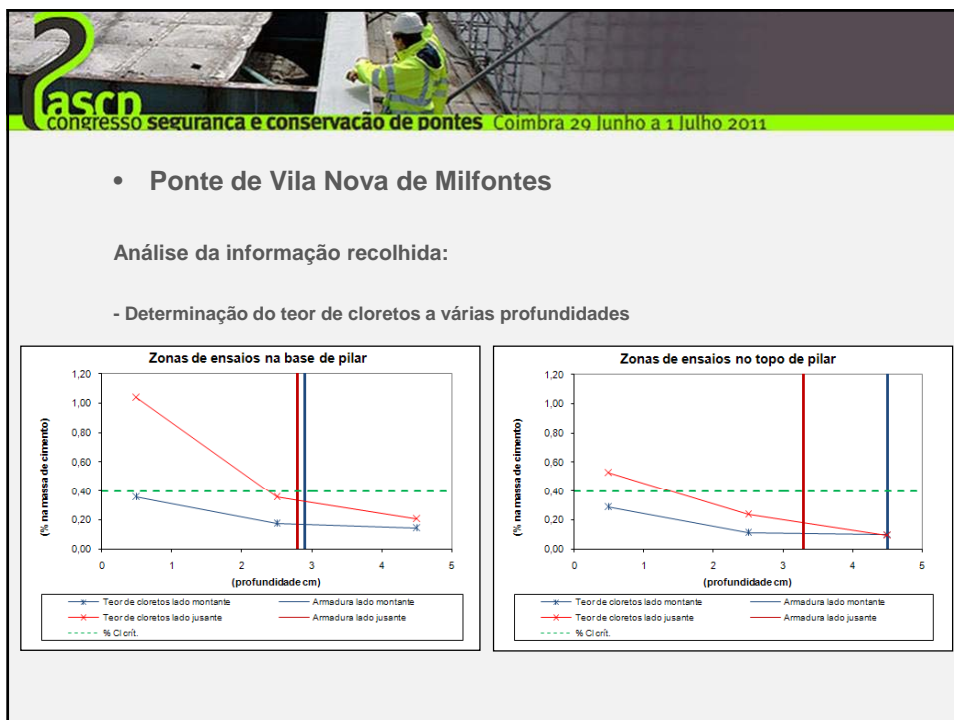 ascp
congresso segurança e conservação de pontes Coimbra 29 Junho a 1 Julho 2011
• Ponte de Vila Nova de Milfontes
Análise da informação recolhida:
- Determinação do teor de cloretos a várias profundidades
Zonas de ensaios na base de pilar
(% na massa de cimento)
1,20
1,00
0,80
0,60
0,40
0,20
0,00
0 1 2 3 4 5
(profundidade cm)
Teor de cloretos lado montante
Armadura lado montante
Teor de cloretos lado jusante
Armadura lado jusante
% Cl crít.
Zonas de ensaios no topo de pilar
(% na massa de cimento)
1,20
1,00
0,80
0,60
0,40
0,20
0,00
0 1 2 3 4 5
(profundidade cm)
Teor de cloretos lado montante
Armadura lado montante
Teor de cloretos lado jusante
Armadura lado jusante
% Cl crít.